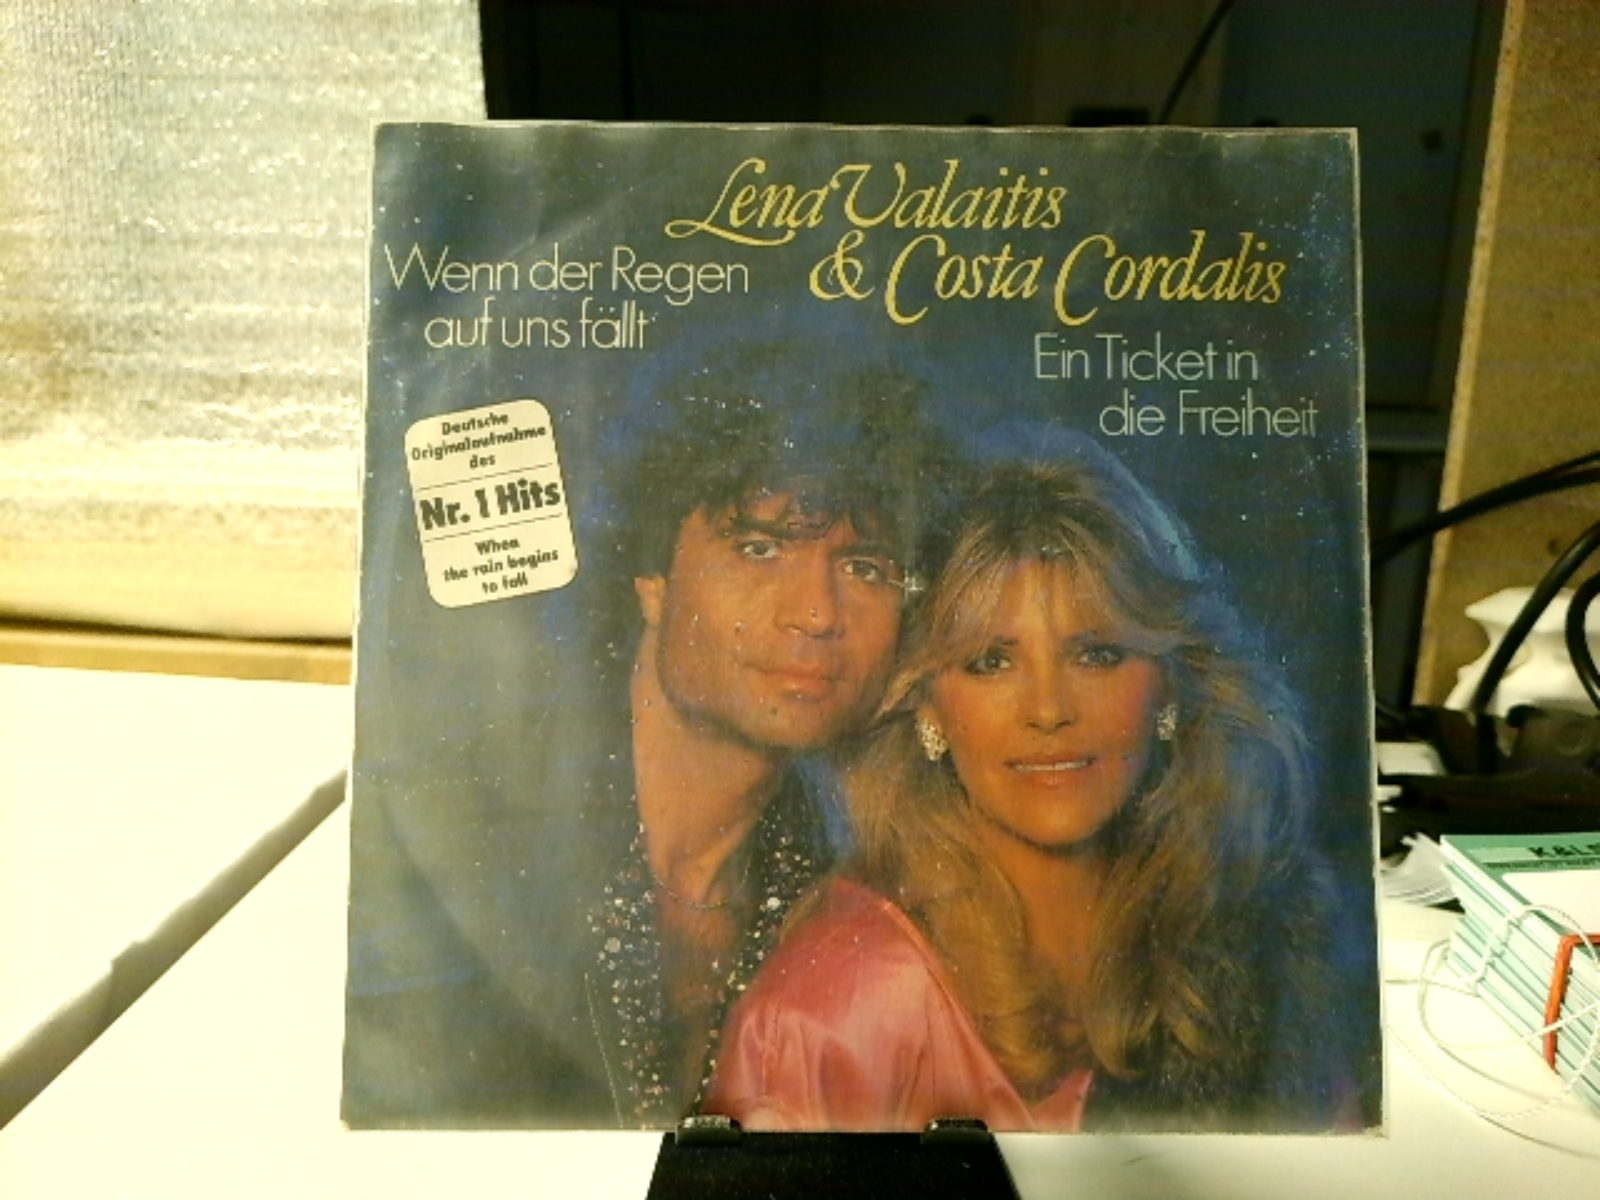 Lena Valaitis
& Costa Cordalis
Wenn der Regen
auf uns fällt
Ein Ticket in
die Freiheit
Deutsche
Originalaufnahme
des
Nr. 1 Hits
When
the rain begins
to fall